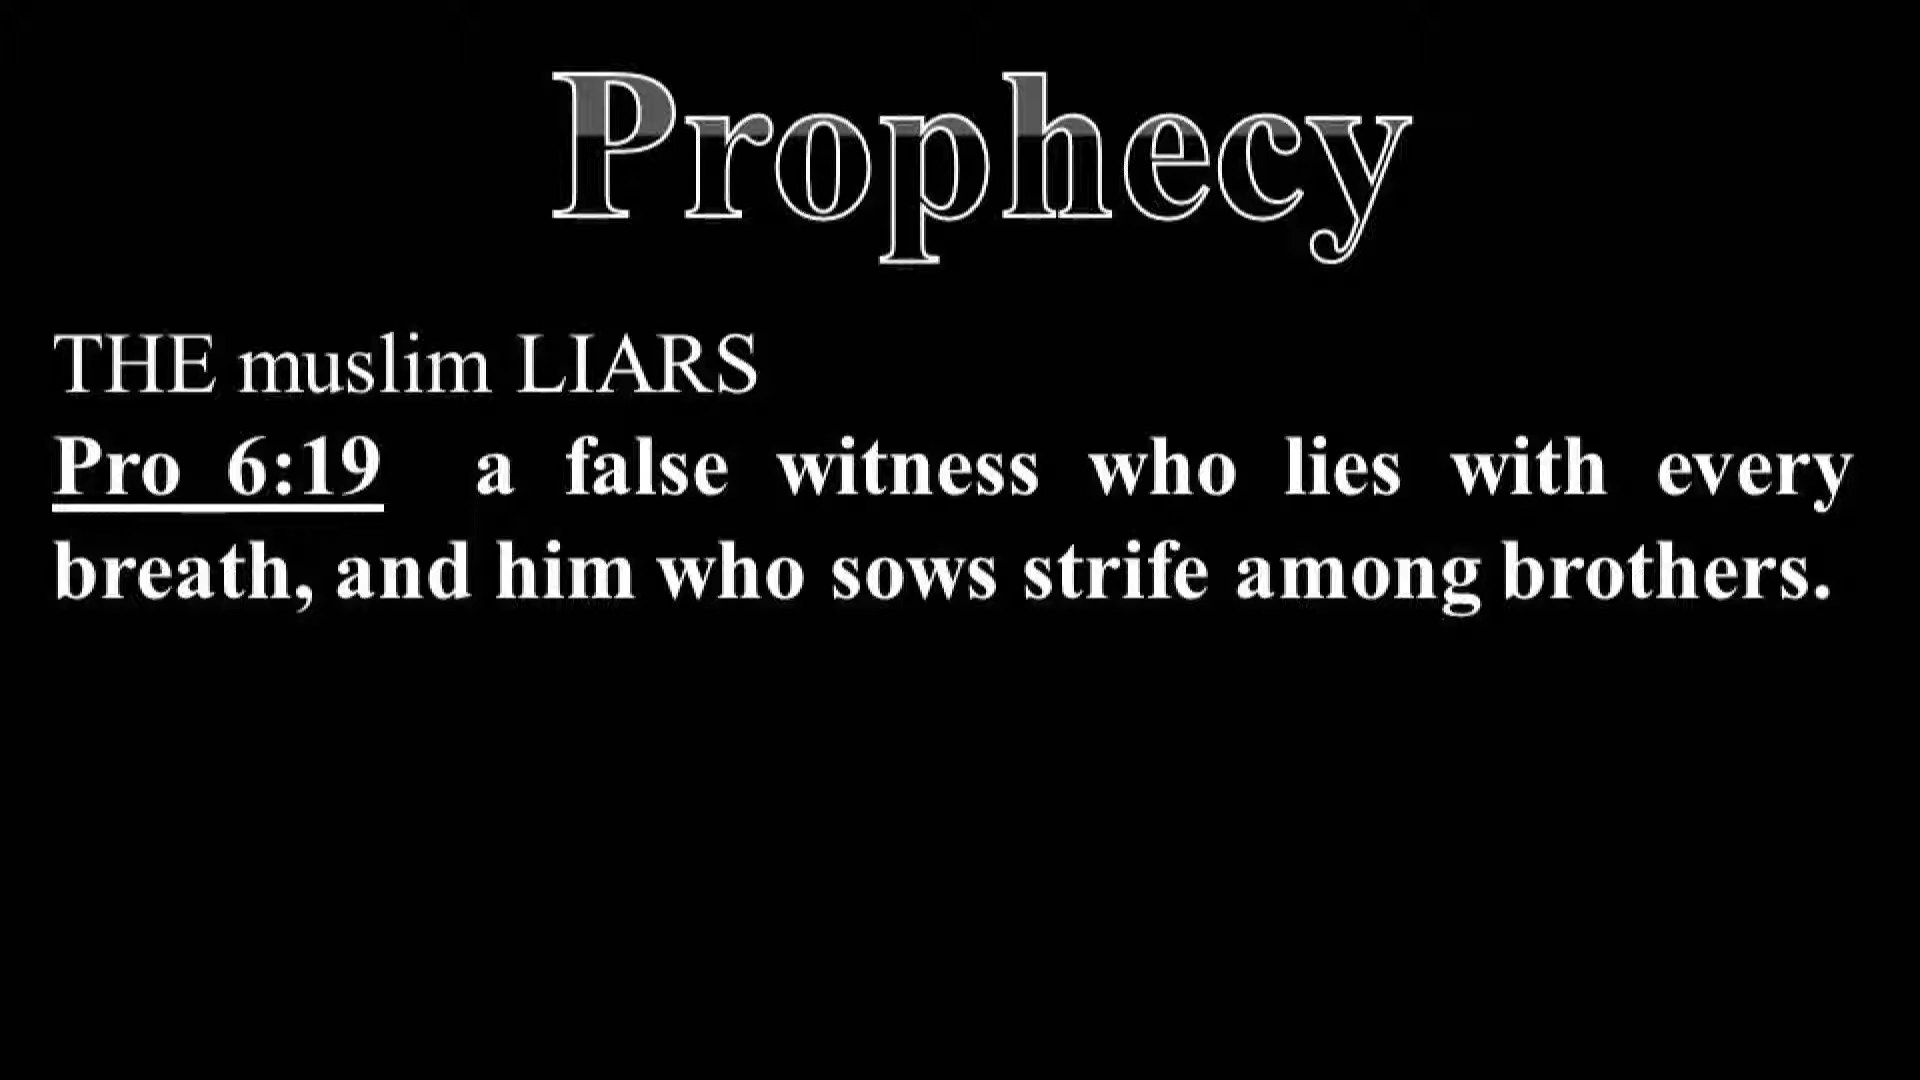 Prophecy
THE muslim LIARS
Pro 6:19 a false witness who lies with every
breath, and him who sows strife among brothers.